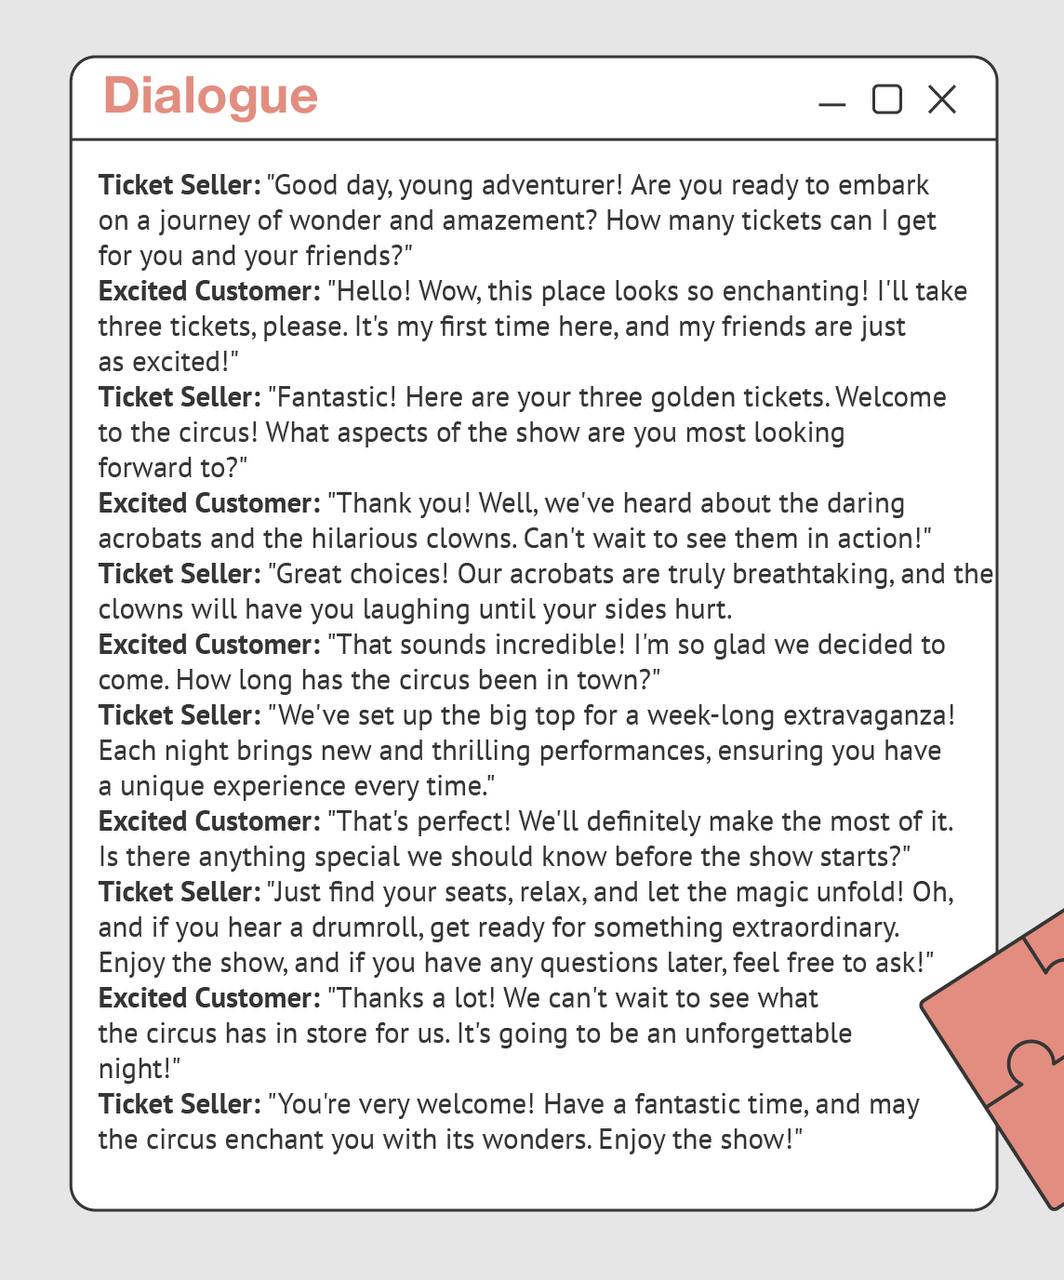 Dialogue
Ticket Seller: "Good day, young adventurer! Are you ready to embark
on a journey of wonder and amazement? How many tickets can I get
for you and your friends?"
Excited Customer: "Hello! Wow, this place looks so enchanting! I'll take
three tickets, please. It's my first time here, and my friends are just
as excited!"
Ticket Seller: "Fantastic! Here are your three golden tickets. Welcome
to the circus! What aspects of the show are you most looking
forward to?"
Excited Customer: "Thank you! Well, we've heard about the daring
acrobats and the hilarious clowns. Can't wait to see them in action!"
Ticket Seller: "Great choices! Our acrobats are truly breathtaking, and the
clowns will have you laughing until your sides hurt.
Excited Customer: "That sounds incredible! I'm so glad we decided to
come. How long has the circus been in town?"
Ticket Seller: "We've set up the big top for a week-long extravaganza!
Each night brings new and thrilling performances, ensuring you have
a unique experience every time."
Excited Customer: "That's perfect! We'll definitely make the most of it.
Is there anything special we should know before the show starts?"
Ticket Seller: "Just find your seats, relax, and let the magic unfold! Oh,
and if you hear a drumroll, get ready for something extraordinary.
Enjoy the show, and if you have any questions later, feel free to ask!"
Excited Customer: "Thanks a lot! We can't wait to see what
the circus has in store for us. It's going to be an unforgettable
night!"
Ticket Seller: "You're very welcome! Have a fantastic time, and may
the circus enchant you with its wonders. Enjoy the show!"